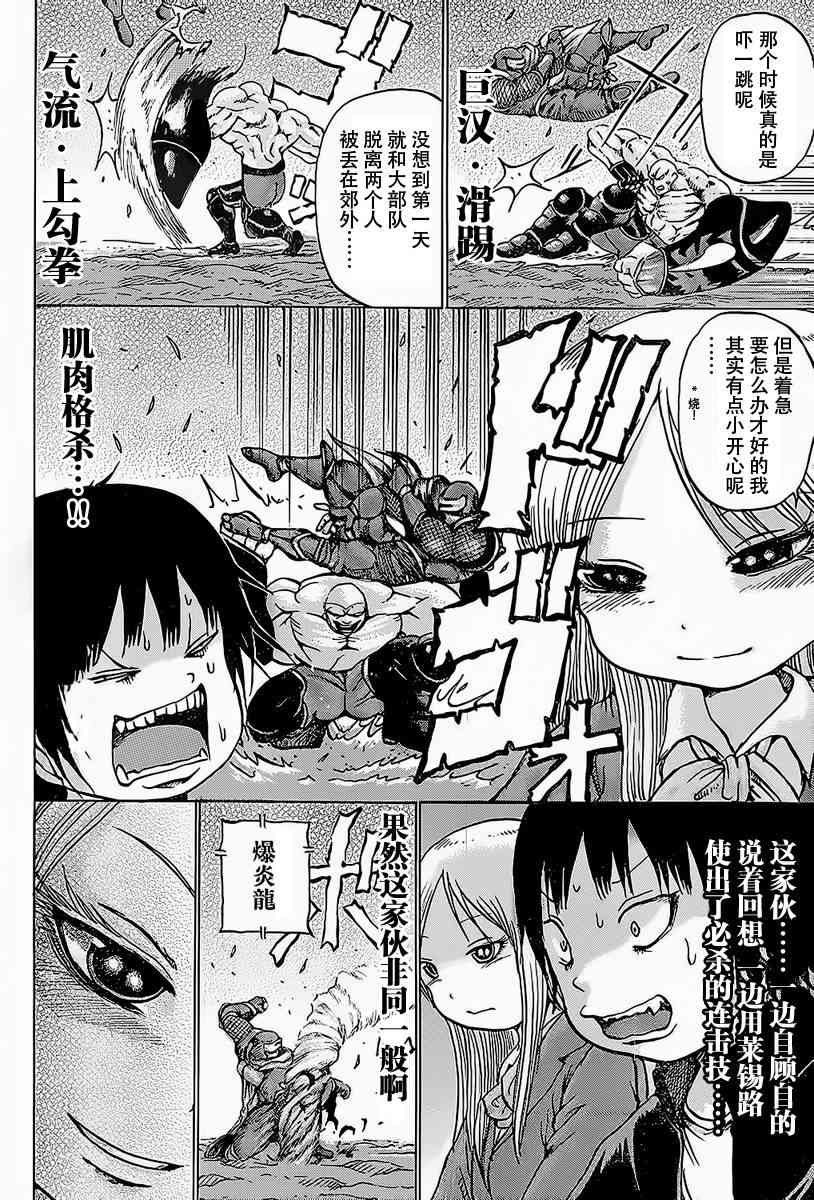 那个时候真的是
吓一跳呢
巨汉·滑踢
没想到第一天
就和大部队
脱离两个人
被丢在郊外……
气流·上勾拳
但是着急
要怎么办才好的我
其实有点小开心呢
……
*烧!
肌肉格杀…!!
ゴゴオ
这家伙……一边自顾自的
说着回想一边用莱锡路
使出了必杀的连击技……
果然这家伙非同一般啊
爆炎龍